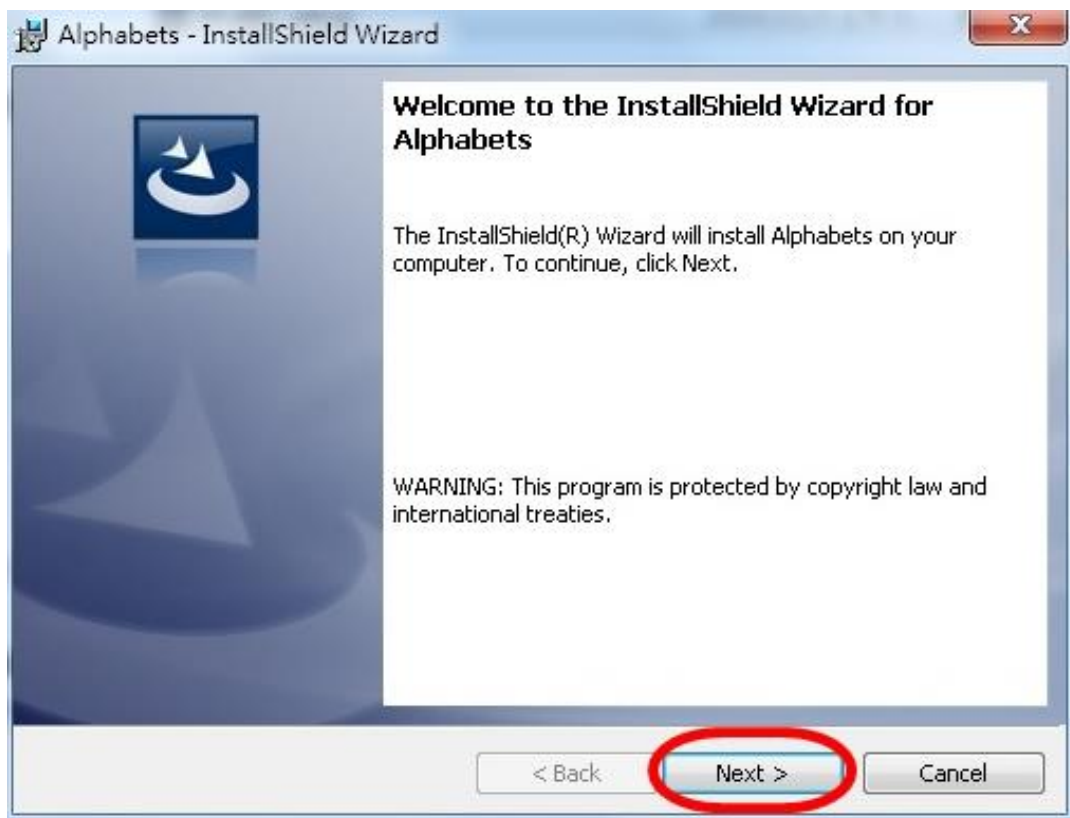 Alphabets - InstallShield Wizard
Welcome to the InstallShield Wizard for
Alphabets
The InstallShield(R) Wizard will install Alphabets on your
computer. To continue, click Next.
WARNING: This program is protected by copyright law and
international treaties.
< Back Next > Cancel